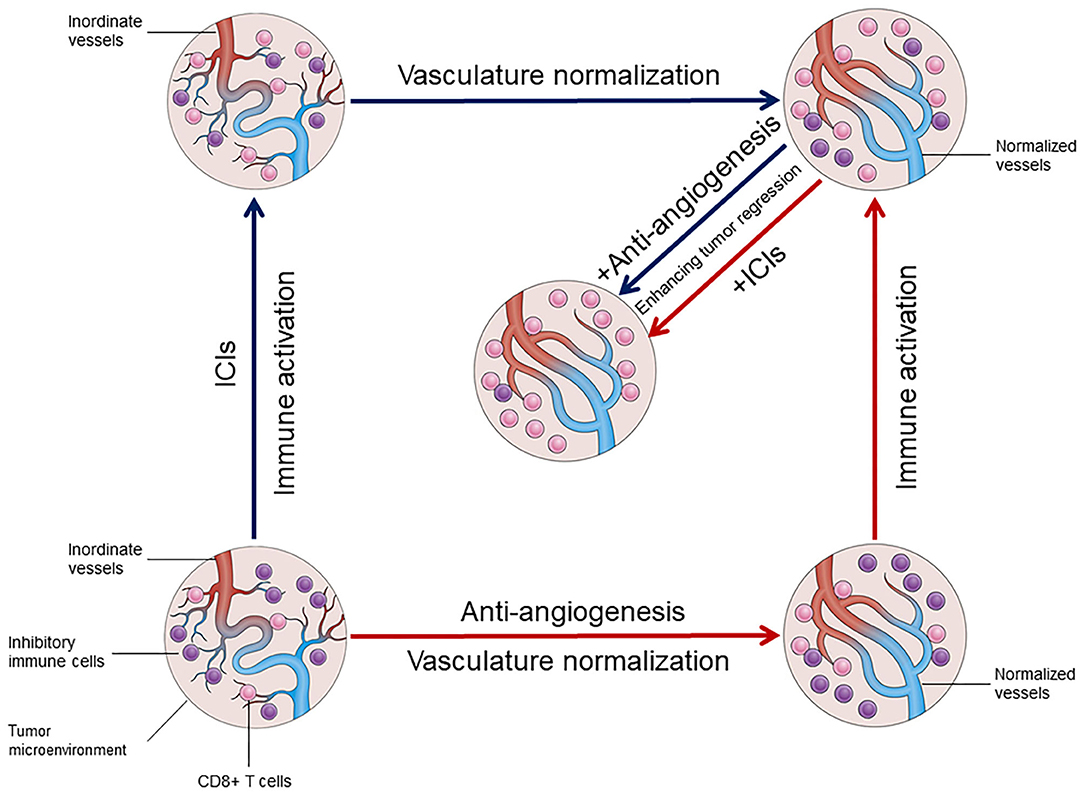 Inordinate
vessels
Vasculature normalization
Normalized
vessels
+Anti-angiogenesis
Enhancing tumor regression
+ICIs
ICIs
Immune activation
Immune activation
Inordinate
vessels
Inhibitory
immune cells
Tumor
microenvironment
CD8+ T cells
Anti-angiogenesis
Vasculature normalization
Normalized
vessels